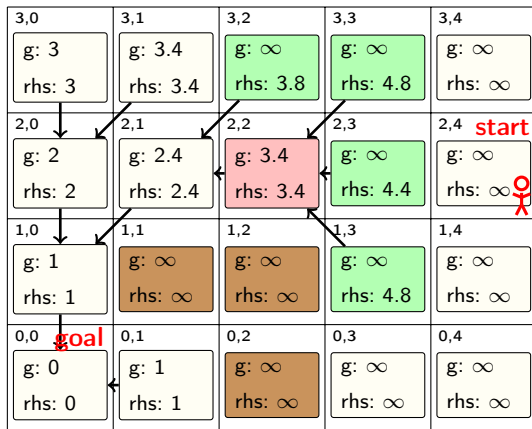 3,0 3,1 3,2 3,3 3,4
g: 3 g: 3.4 g: ∞ g: ∞ g: ∞
rhs: 3 rhs: 3.4 rhs: 3.8 rhs: 4.8 rhs: ∞
2,0 2,1 2,2 2,3 2,4 start
g: 2 g: 2.4 g: 3.4 g: ∞ g: ∞
rhs: 2 rhs: 2.4 rhs: 3.4 rhs: 4.4 rhs: ∞
1,0 1,1 1,2 1,3 1,4
g: 1 g: ∞ g: ∞ g: ∞ g: ∞
rhs: 1 rhs: ∞ rhs: ∞ rhs: 4.8 rhs: ∞
0,0 goal 0,1 0,2 0,3 0,4
g: 0 g: 1 g: ∞ g: ∞ g: ∞
rhs: 0 rhs: 1 rhs: ∞ rhs: ∞ rhs: ∞